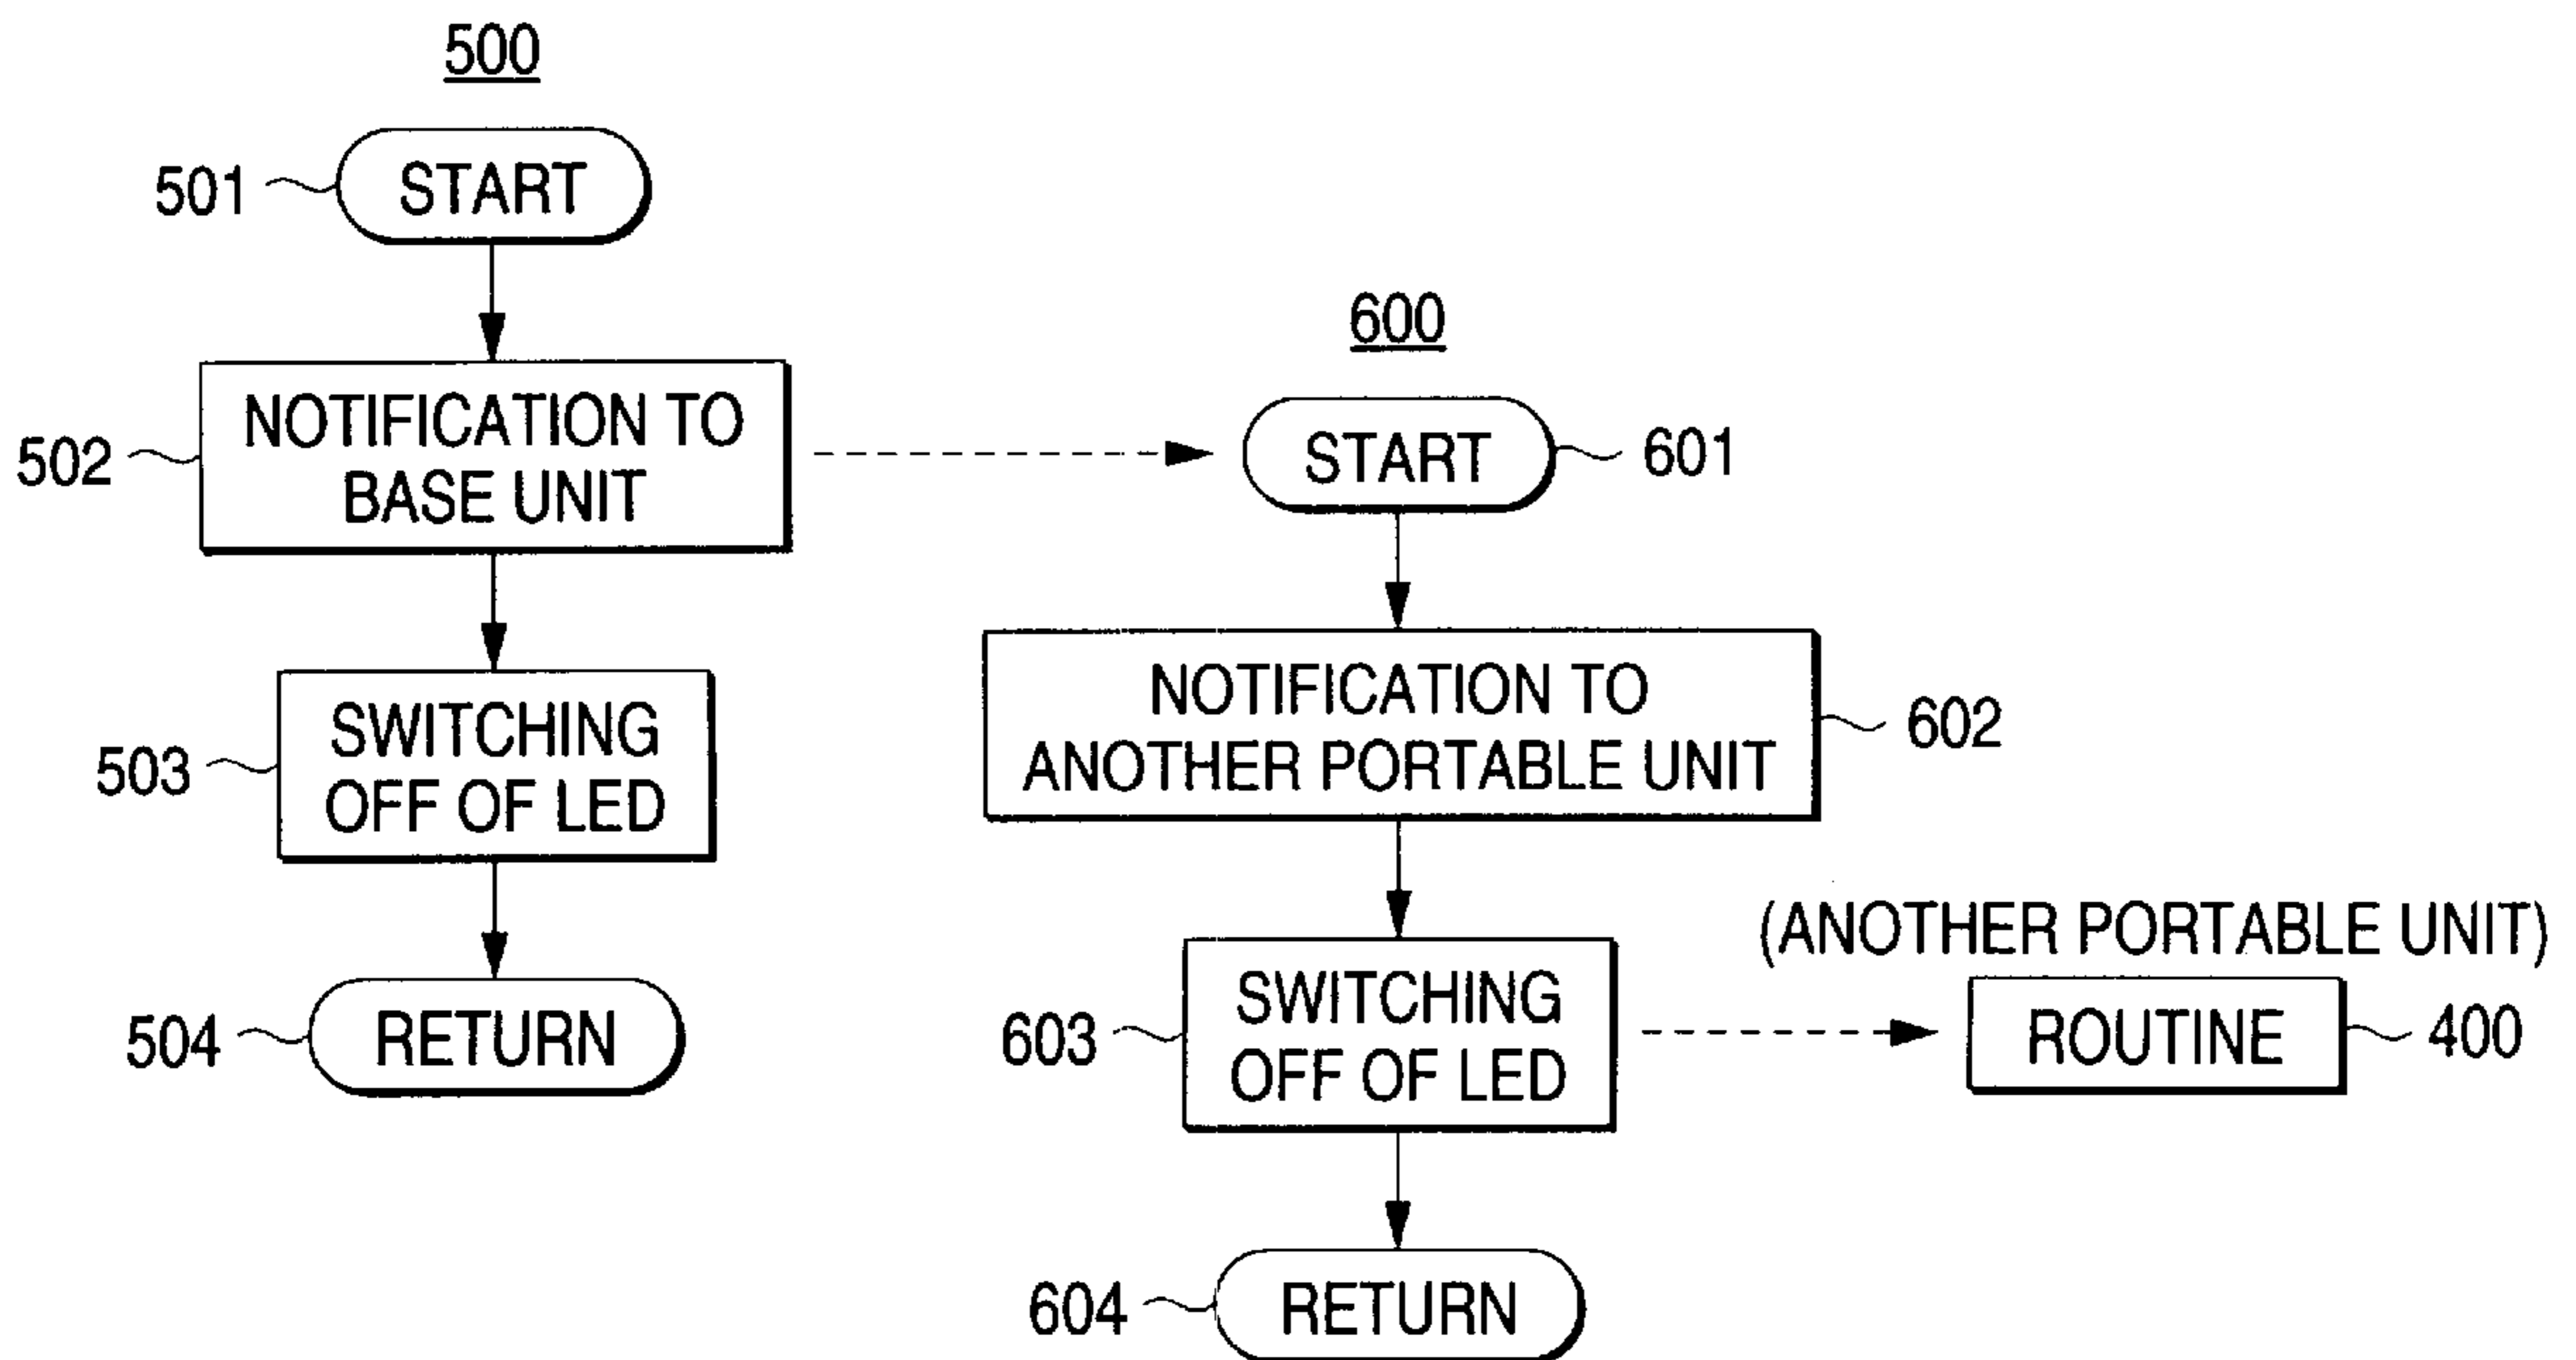 500
501
START
502
NOTIFICATION TO
BASE UNIT
503
SWITCHING
OFF OF LED
504
RETURN
600
START
601
NOTIFICATION TO
ANOTHER PORTABLE UNIT
602
603
SWITCHING
OFF OF LED
(ANOTHER PORTABLE UNIT)
ROUTINE
400
604
RETURN